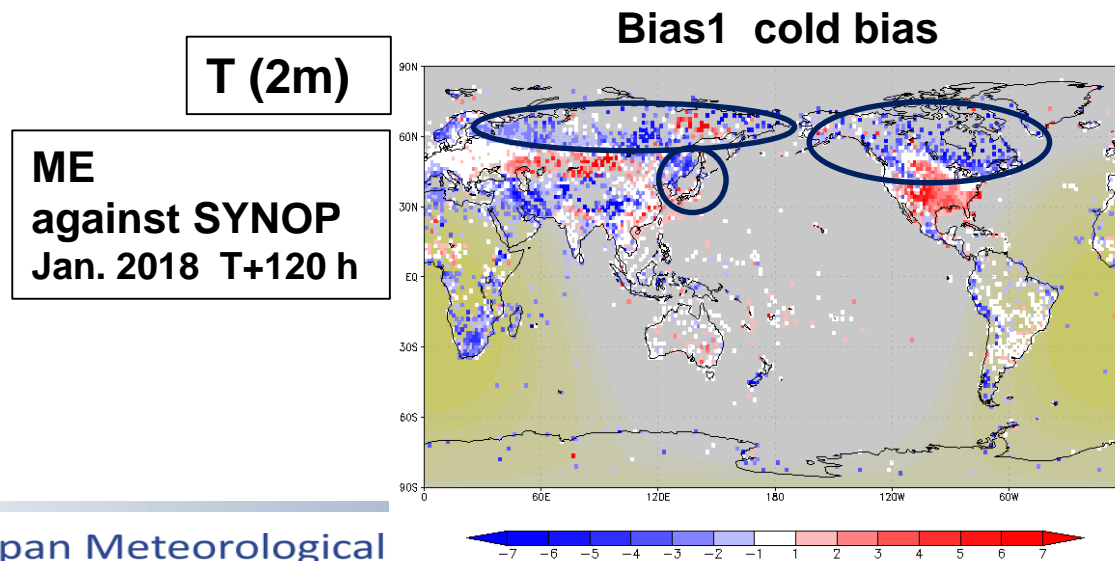 Bias1 cold bias
T (2m)
ME
against SYNOP
Jan. 2018 T+120 h
90N
60N
30N
EQ
30S
60S
90S
0 60E 120E 180 120W 60W
-7 -6 -5 -4 -3 -2 -1 1 2 3 4 5 6 7
pan Meteorological